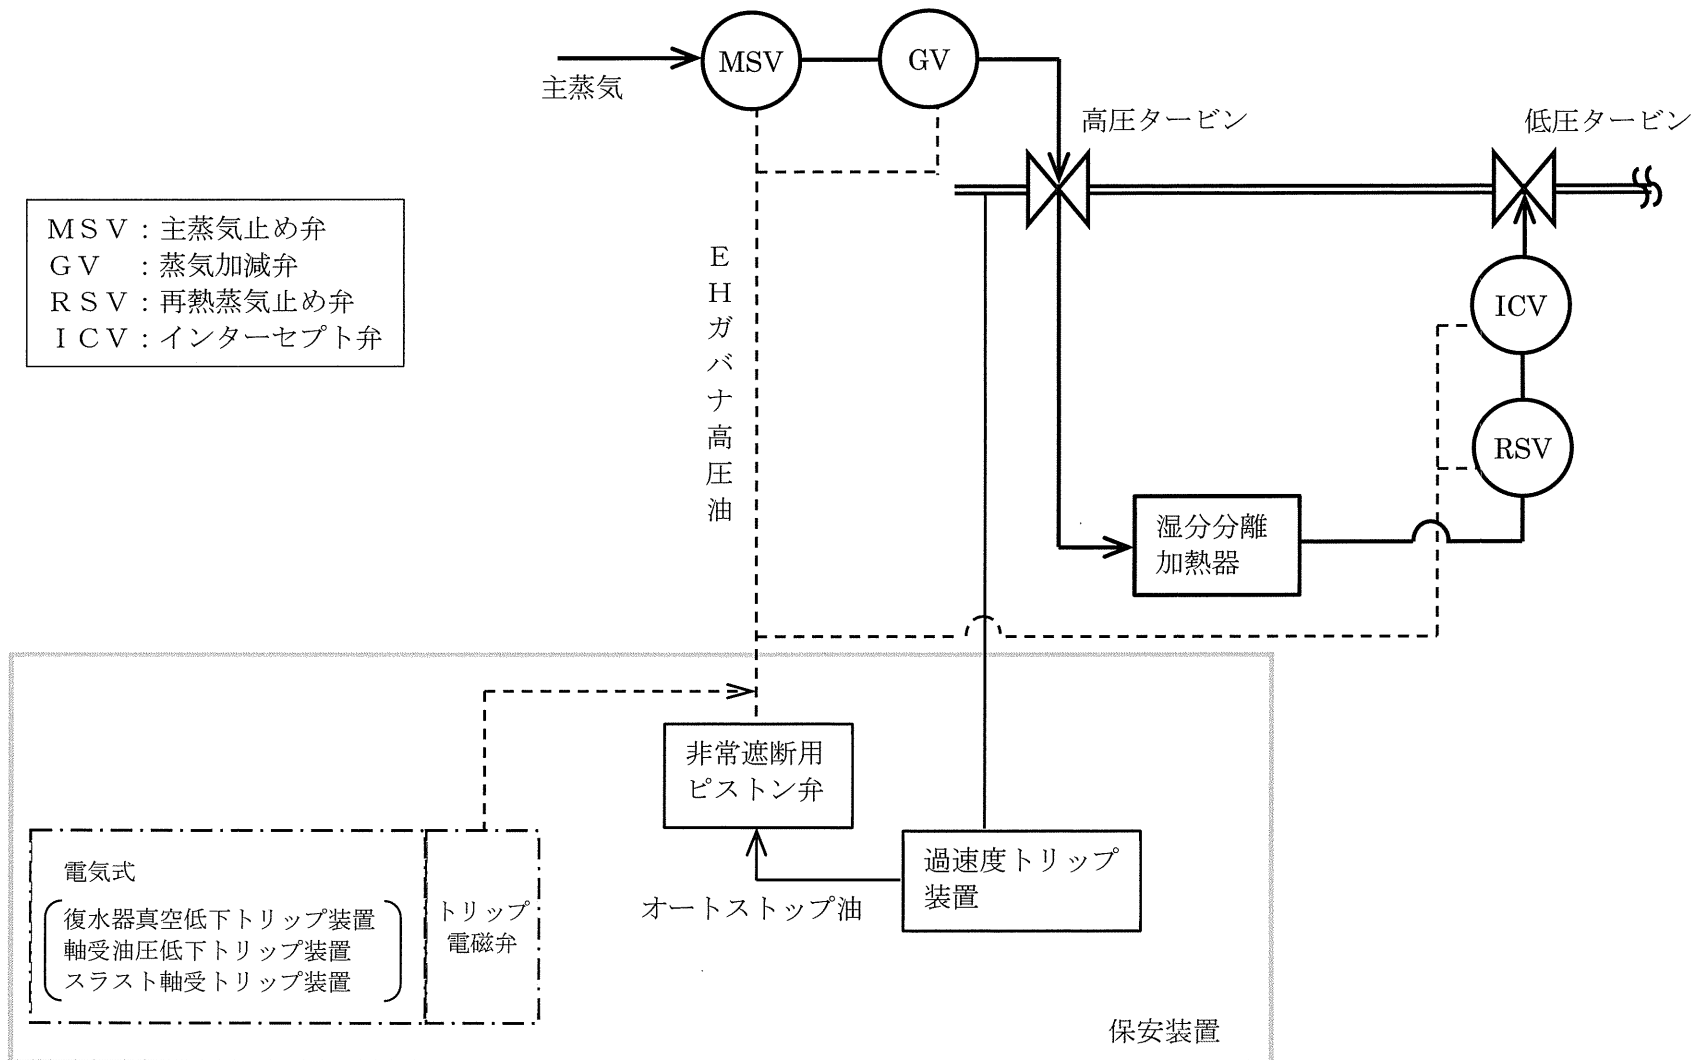 MSV
GV
主蒸気
高圧タービン
低圧タービン
MSV：主蒸気止め弁
GV ：蒸気加減弁
RSV：再熱蒸気止め弁
ICV：インターセプト弁
EHガバナ高圧油
ICV
RSV
湿分分離
加熱器
非常遮断用
ピストン弁
過速度トリップ
装置
オートストップ油
電気式
復水器真空低下トリップ装置
軸受油圧低下トリップ装置
スラスト軸受トリップ装置
トリップ
電磁弁
保安装置